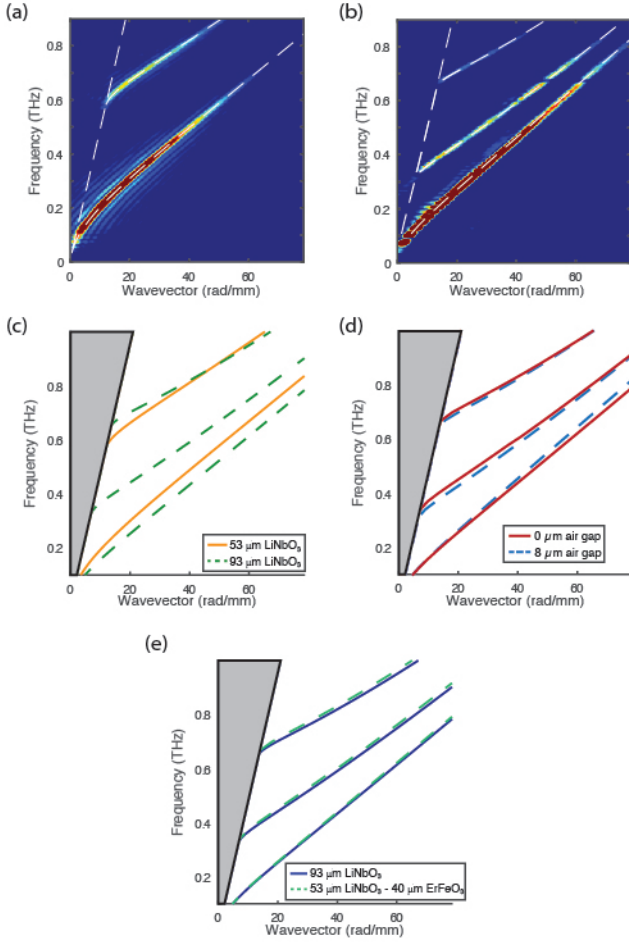 (a)
(b)
Frequency (THz)
0.8
0.6
0.4
0.2
0
0
20
40
60
Wavevector (rad/mm)
Frequency (THz)
0.8
0.6
0.4
0.2
0
0
20
40
60
Wavevector(rad/mm)
(c)
(d)
Frequency (THz)
0.8
0.6
0.4
0.2
0
20
40
60
Wavevector (rad/mm)
53 μm LiNbO₃
93 μm LiNbO₃
Frequency (THz)
0.8
0.6
0.4
0.2
0
20
40
60
Wavevector (rad/mm)
0 μm air gap
8 μm air gap
(e)
Frequency (THz)
0.8
0.6
0.4
0.2
0
20
40
60
Wavevector (rad/mm)
93 μm LiNbO₃
53 μm LiNbO₃ - 40 μm ErFeO₃